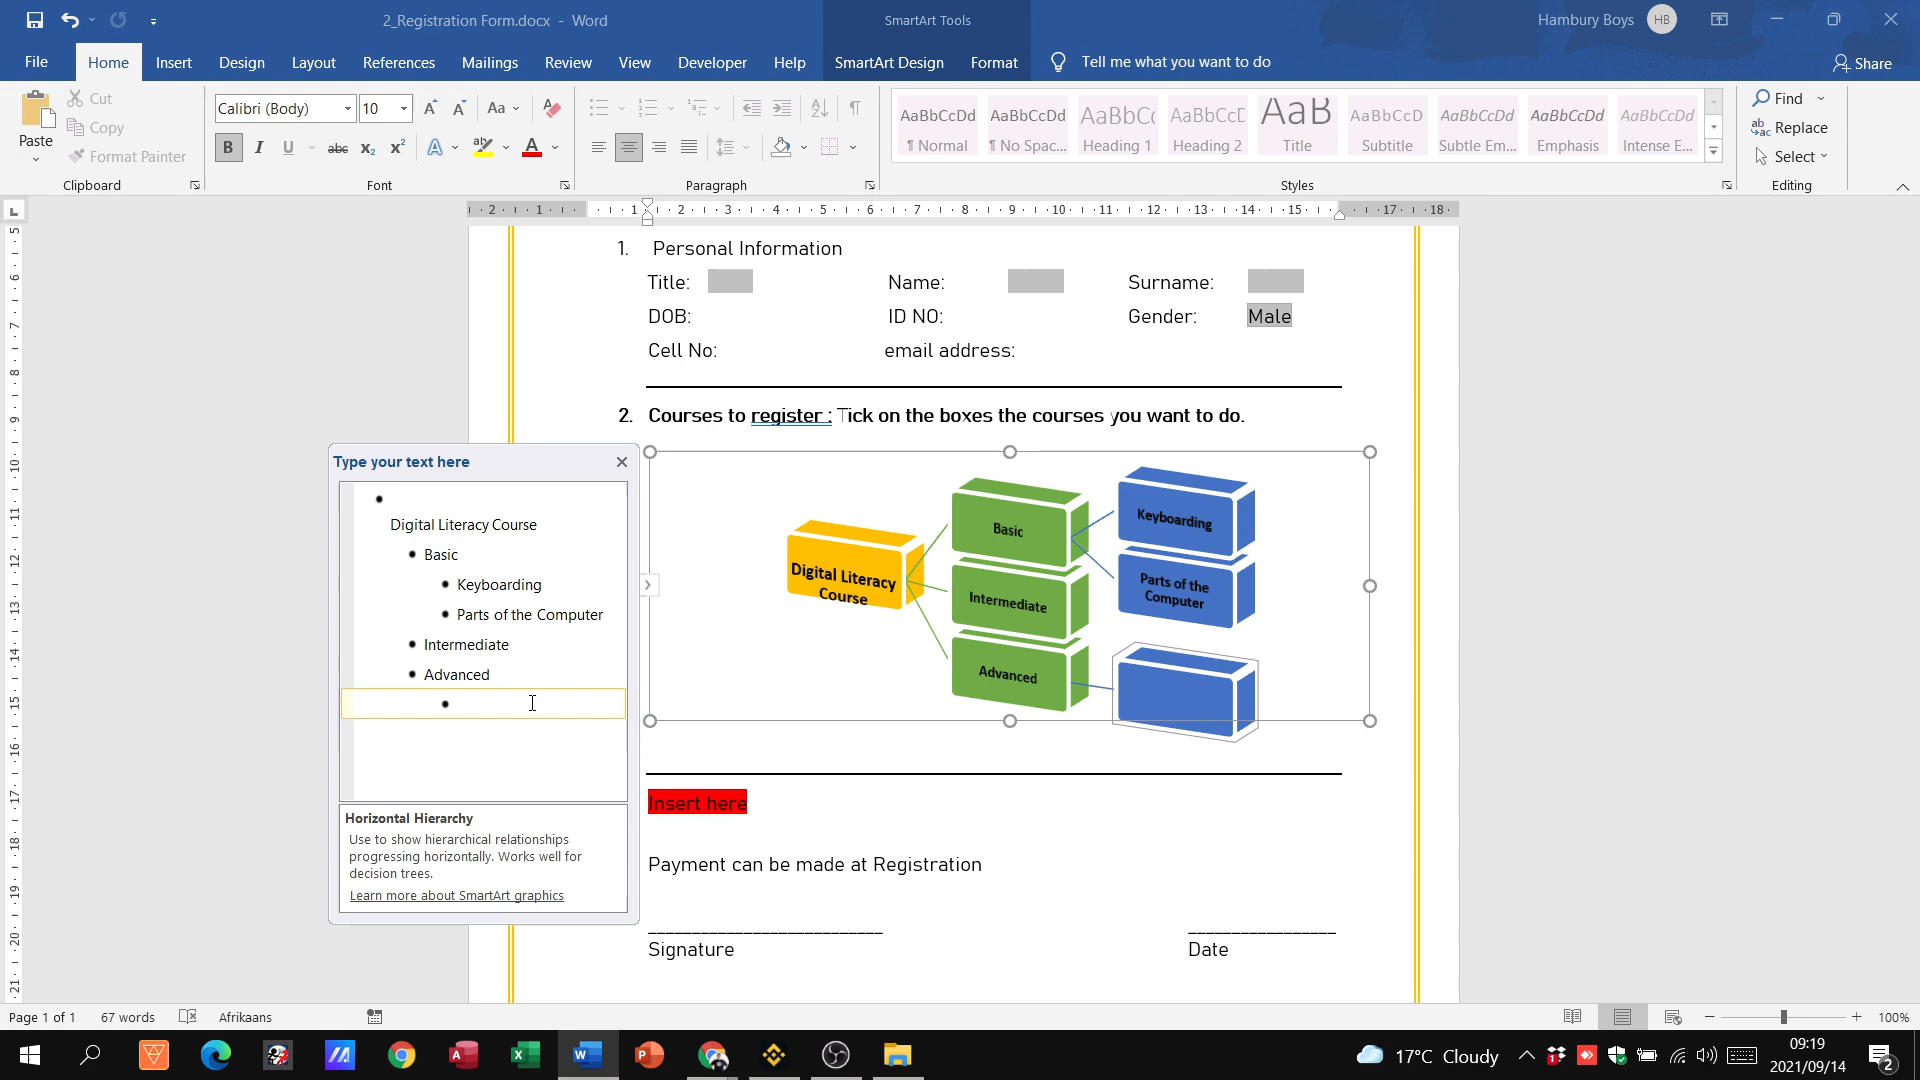 2_Registration Form.docx - Word
SmartArt Tools
Hambury Boys
HB
File
Home
Insert
Design
Layout
References
Mailings
Review
View
Developer
Help
SmartArt Design
Format
Tell me what you want to do
Share
Paste
Cut
Copy
Format Painter
Clipboard
Calibri (Body)
10
Font
Paragraph
AaBbCcDd
¶ Normal
AaBbCcDd
¶ No Spac...
AaBbCc
Heading 1
AaBbCcD
Heading 2
AaB
Title
AaBbCcD
Subtitle
AaBbCcDd
Subtle Em...
AaBbCcDd
Emphasis
AaBbCcDd
Intense E...
Styles
Find
Replace
Select
Editing
1. Personal Information
Title: Name: Surname:
DOB: ID NO: Gender: Male
Cell No: email address:
2. Courses to register : Tick on the boxes the courses you want to do.
Type your text here
Digital Literacy Course
Basic
Keyboarding
Parts of the Computer
Intermediate
Advanced
Horizontal Hierarchy
Use to show hierarchical relationships
progressing horizontally. Works well for
decision trees.
Learn more about SmartArt graphics
Digital Literacy
Course
Basic
Intermediate
Advanced
Keyboarding
Parts of the
Computer
Insert here
Payment can be made at Registration
Signature
Date
Page 1 of 1
67 words
Afrikaans
100%
17°C Cloudy
09:19
2021/09/14
2